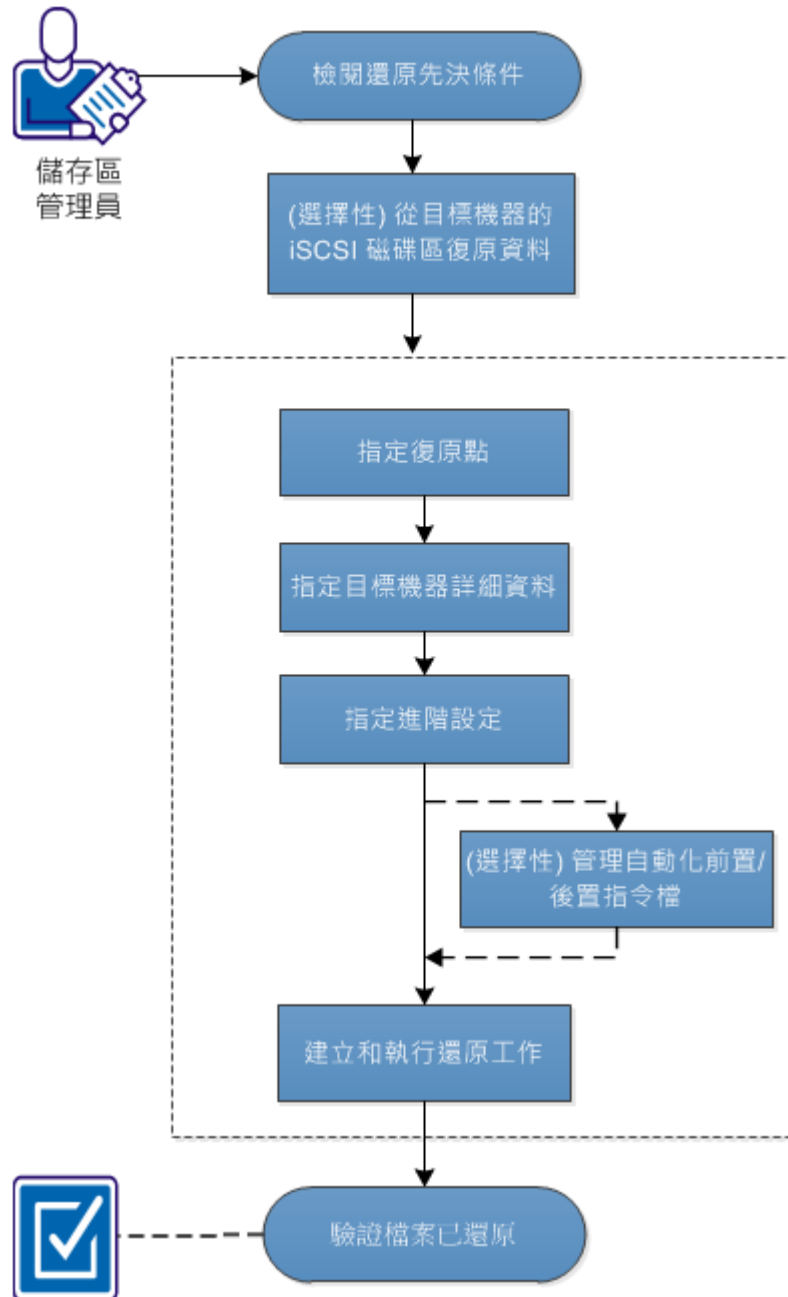 檢閱還原先決條件
儲存區
管理員
(選擇性) 從目標機器的
iSCSI 磁碟區復原資料
指定復原點
指定目標機器詳細資料
指定進階設定
(選擇性) 管理自動化前置/
後置指令檔
建立和執行還原工作
驗證檔案已還原